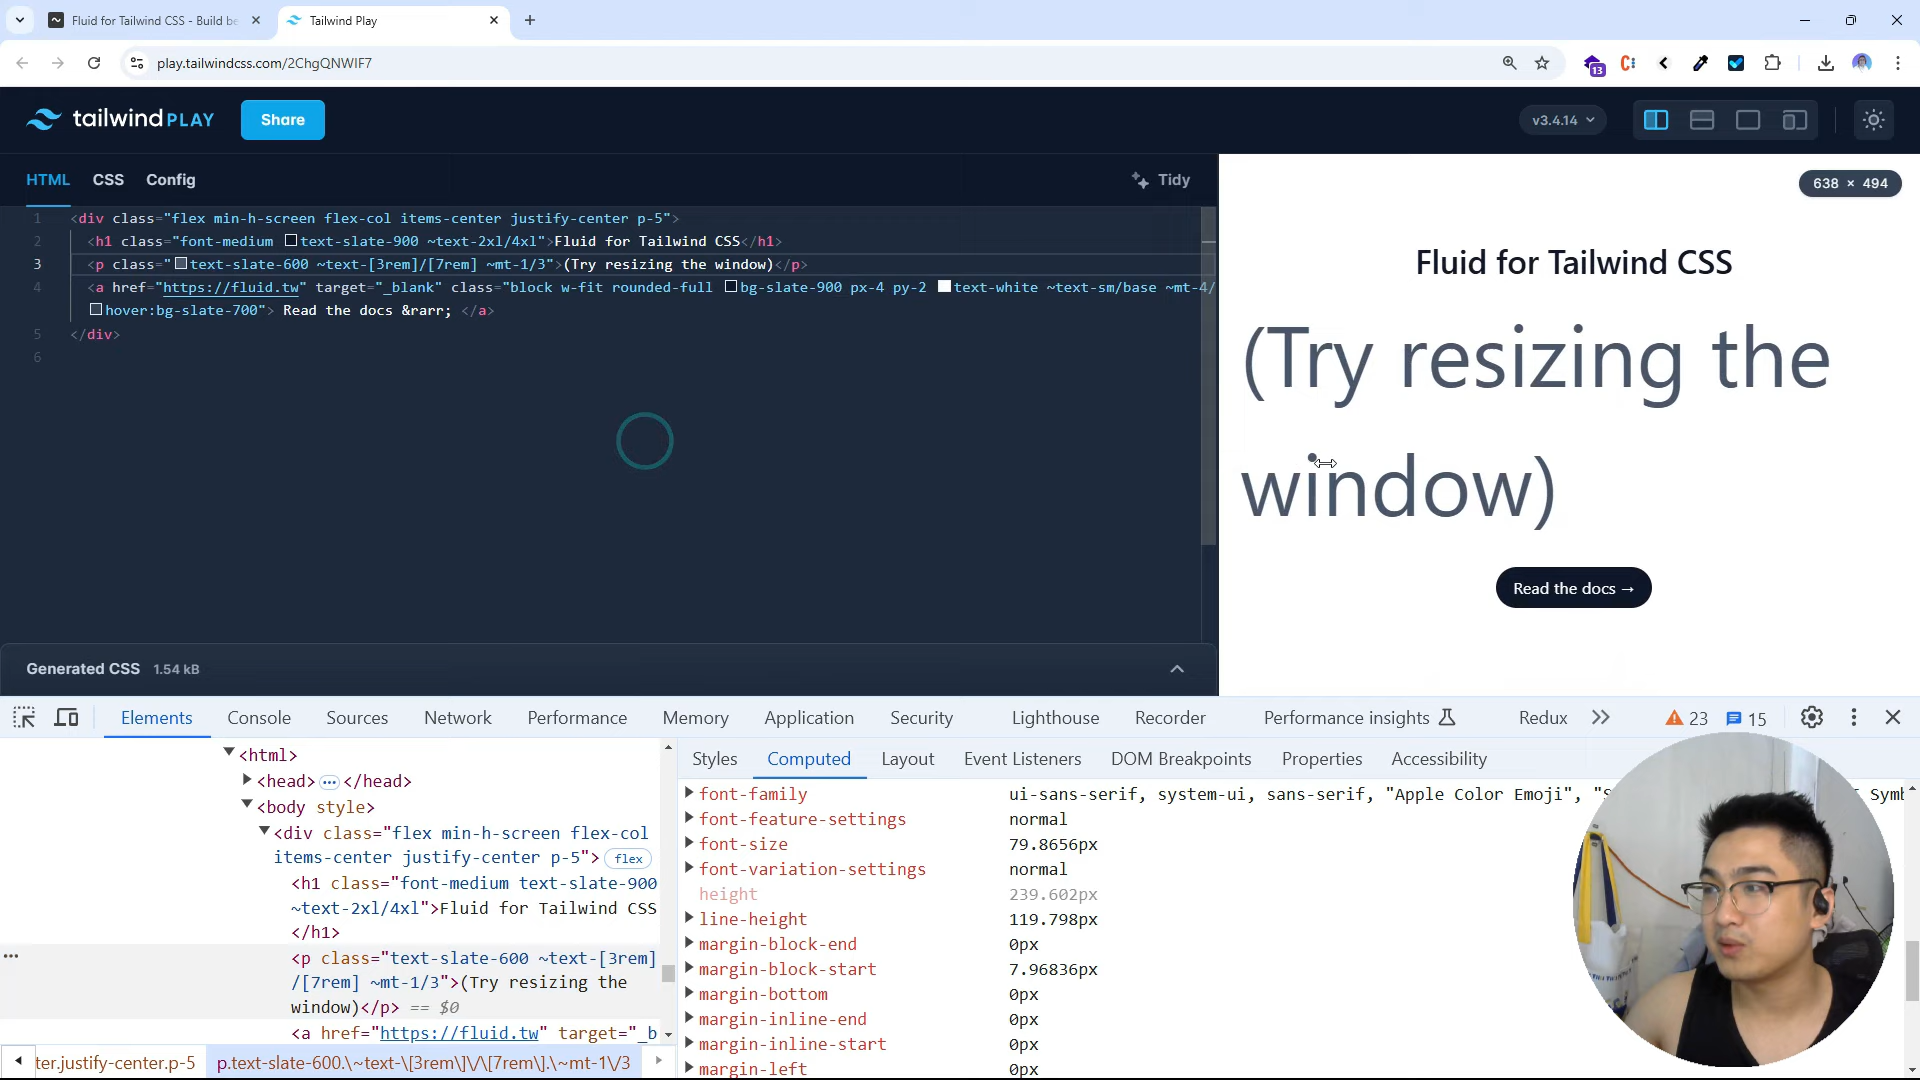 Fluid for Tailwind CSS - Build be
Tailwind Play
play.tailwindcss.com/2ChgQNWIF7
13
tailwind PLAY
Share
v3.4.14
HTML
CSS
Config
Tidy
638 × 494
1 <div class="flex min-h-screen flex-col items-center justify-center p-5">
2 <h1 class="font-medium text-slate-900 ~text-2xl/4xl">Fluid for Tailwind CSS</h1>
3 <p class="text-slate-600 ~text-[3rem]/[7rem] ~mt-1/3">(Try resizing the window)</p>
4 <a href="https://fluid.tw" target="_blank" class="block w-fit rounded-full bg-slate-900 px-4 py-2 text-white ~text-sm/base ~mt-4/
hover:bg-slate-700"> Read the docs &rarr; </a>
5 </div>
6
Fluid for Tailwind CSS
(Try resizing the
window)
Read the docs →
Generated CSS 1.54 kB
Elements
Console
Sources
Network
Performance
Memory
Application
Security
Lighthouse
Recorder
Performance insights
Redux
23
15
<html>
<head> ••• </head>
<body style>
<div class="flex min-h-screen flex-col
items-center justify-center p-5"> flex
<h1 class="font-medium text-slate-900
~text-2xl/4xl">Fluid for Tailwind CSS
</h1>
<p class="text-slate-600 ~text-[3rem]
/[7rem] ~mt-1/3">(Try resizing the
window)</p> == $0
<a href="https://fluid.tw" target="_b
ter.justify-center.p-5
p.text-slate-600.\~text-\[3rem\]\/\[7rem\].\~mt-1\/3
Styles
Computed
Layout
Event Listeners
DOM Breakpoints
Properties
Accessibility
font-family ui-sans-serif, system-ui, sans-serif, "Apple Color Emoji",
font-feature-settings normal
font-size 79.8656px
font-variation-settings normal
height 239.602px
line-height 119.798px
margin-block-end 0px
margin-block-start 7.96836px
margin-bottom 0px
margin-inline-end 0px
margin-inline-start 0px
margin-left 0px